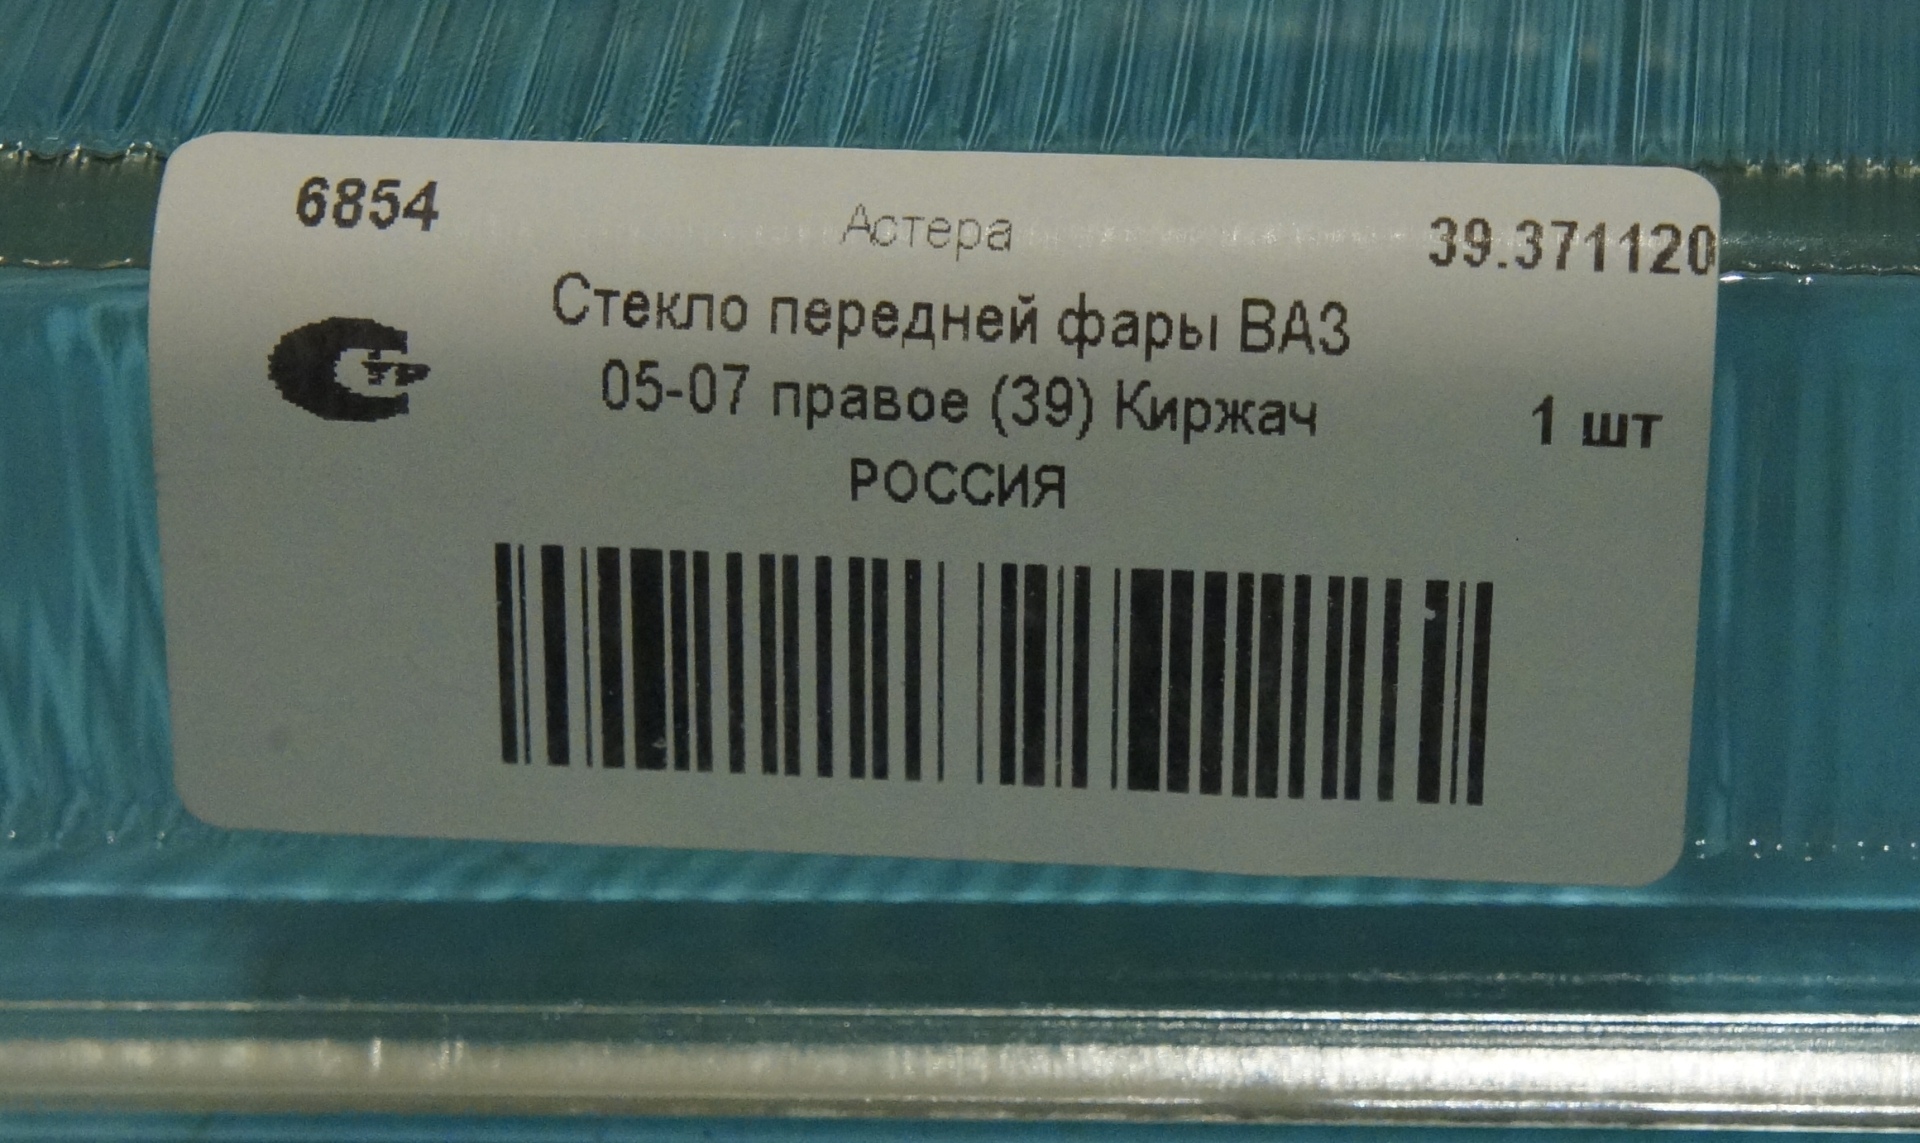 6854
Астера
39.371120
Стекло передней фары ВАЗ
05-07 правое (39) Киржач
РОССИЯ
1 шт